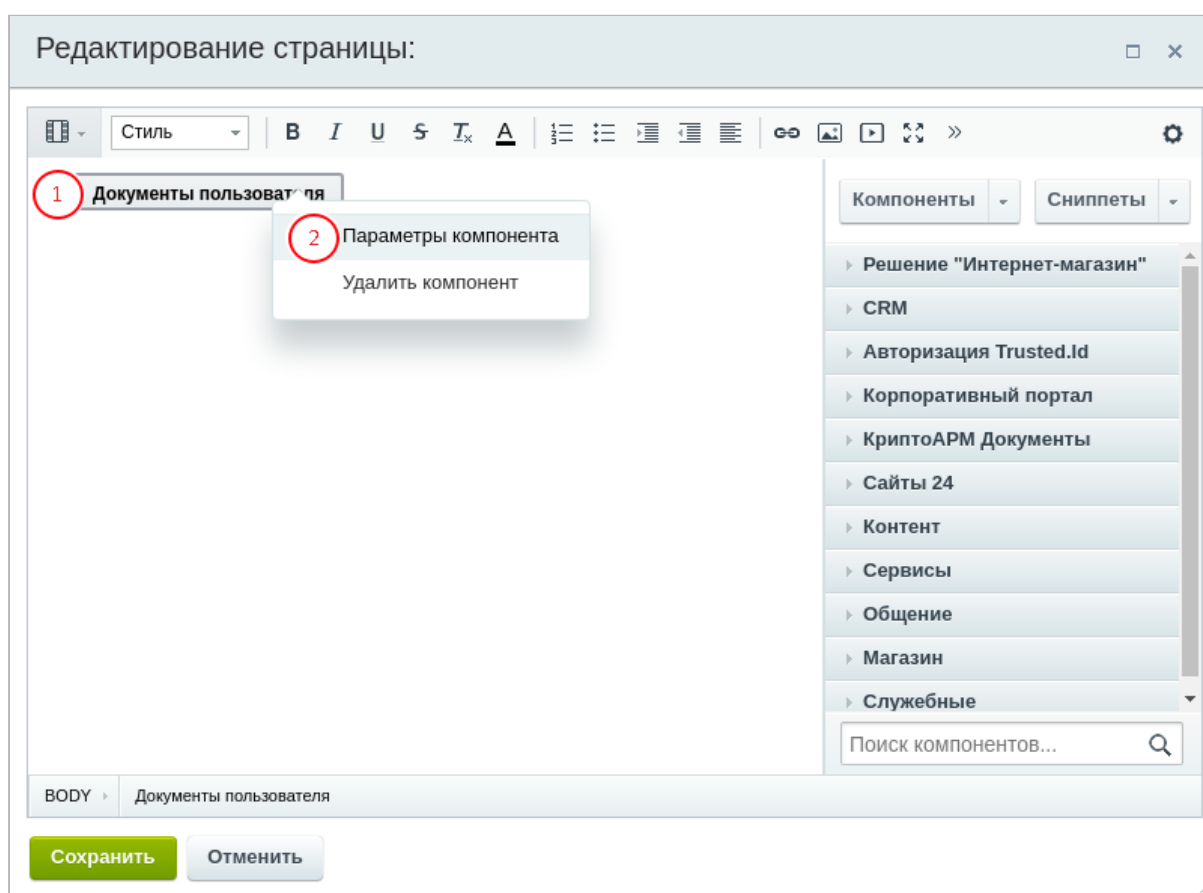 Редактирование страницы:
Стиль B I U S Tx A
1 Документы пользователя
2 Параметры компонента
Удалить компонент
Компоненты Сниппеты
Решение "Интернет-магазин"
CRM
Авторизация Trusted.Id
Корпоративный портал
КриптоАРМ Документы
Сайты 24
Контент
Сервисы
Общение
Магазин
Служебные
Поиск компонентов...
BODY Документы пользователя
Сохранить Отменить